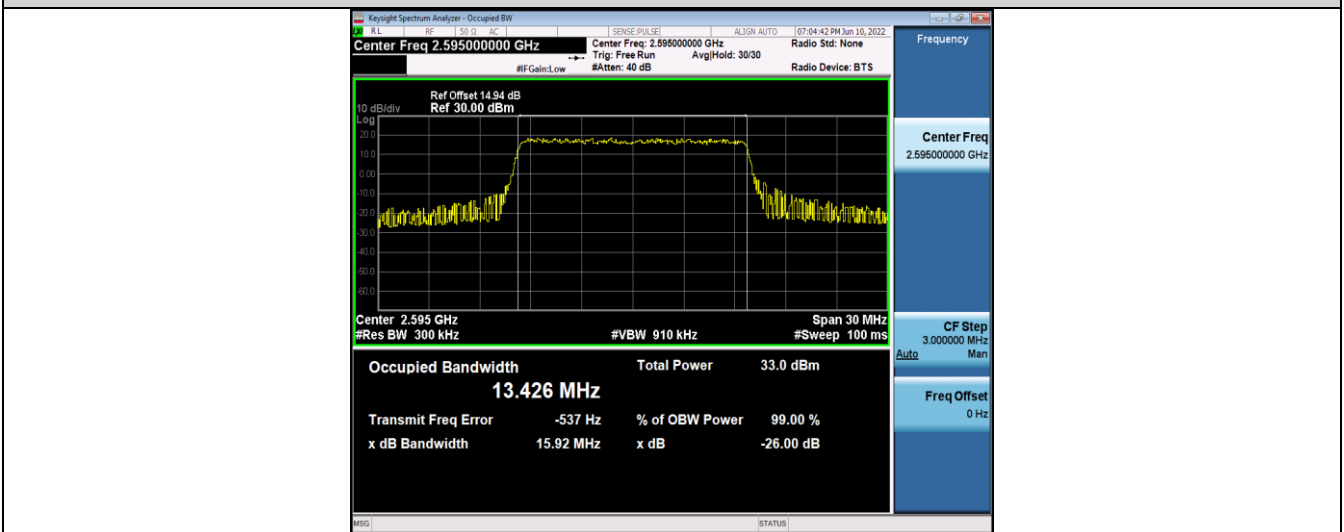 Keysight Spectrum Analyzer - Occupied BW
RL RF 50 Ω AC SENSE:PULSE ALIGN AUTO 07:04:42 PM Jun 10, 2022
Center Freq 2.595000000 GHz
Center Freq: 2.595000000 GHz Radio Std: None
Trig: Free Run Avg|Hold: 30/30
#IFGain:Low #Atten: 40 dB Radio Device: BTS
Ref Offset 14.94 dB
10 dB/div Ref 30.00 dBm
Log
20.0
10.0
0.00
-10.0
-20.0
-30.0
-40.0
-50.0
-60.0
Center 2.595 GHz Span 30 MHz
#Res BW 300 kHz #VBW 910 kHz #Sweep 100 ms
Occupied Bandwidth Total Power 33.0 dBm
13.426 MHz
Transmit Freq Error -537 Hz % of OBW Power 99.00 %
x dB Bandwidth 15.92 MHz x dB -26.00 dB
MSG STATUS
Frequency
Center Freq
2.595000000 GHz
CF Step
3.000000 MHz
Auto Man
Freq Offset
0 Hz